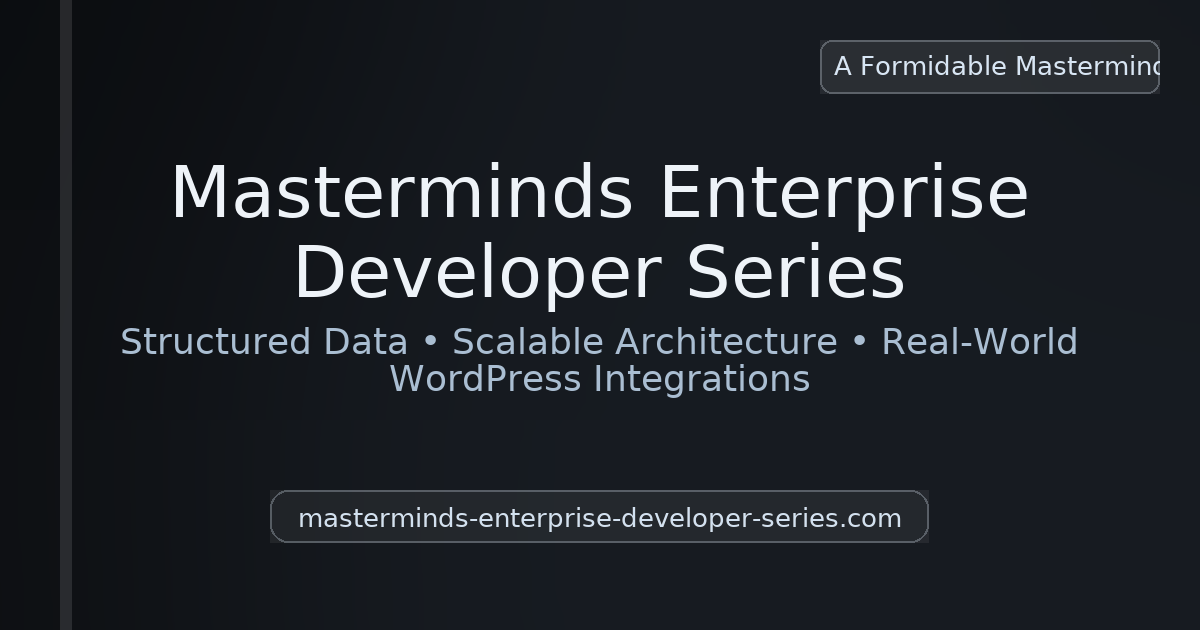 A Formidable Mastermind
Masterminds Enterprise
Developer Series
Structured Data • Scalable Architecture • Real-World
WordPress Integrations
masterminds-enterprise-developer-series.com